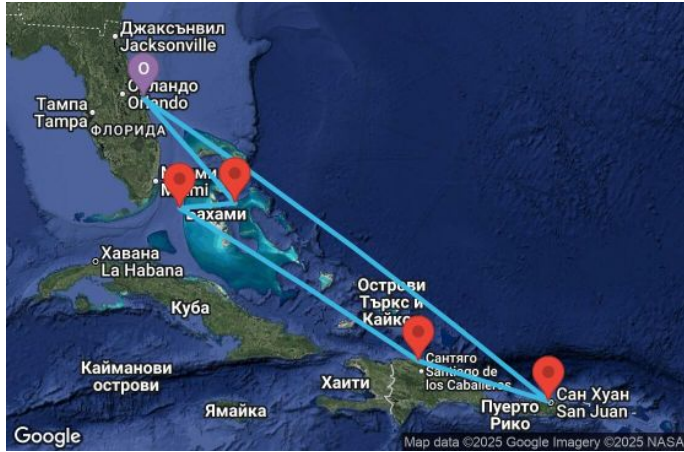 Джаксънвил
Jacksonville
O
Орландо
Orlando
Тампа
Tampa
ФЛОРИДА
Miami
Бахами
Хавана
La Habana
Куба
Острови
Търкс и
Кайкос
Кайманови
острови
Хаити
Ямайка
Сантяго
Santiago de
los Caballeros
Пуерто
Рико
Сан Хуан
San Juan
Google
Map data ©2025 Google Imagery ©2025 NASA